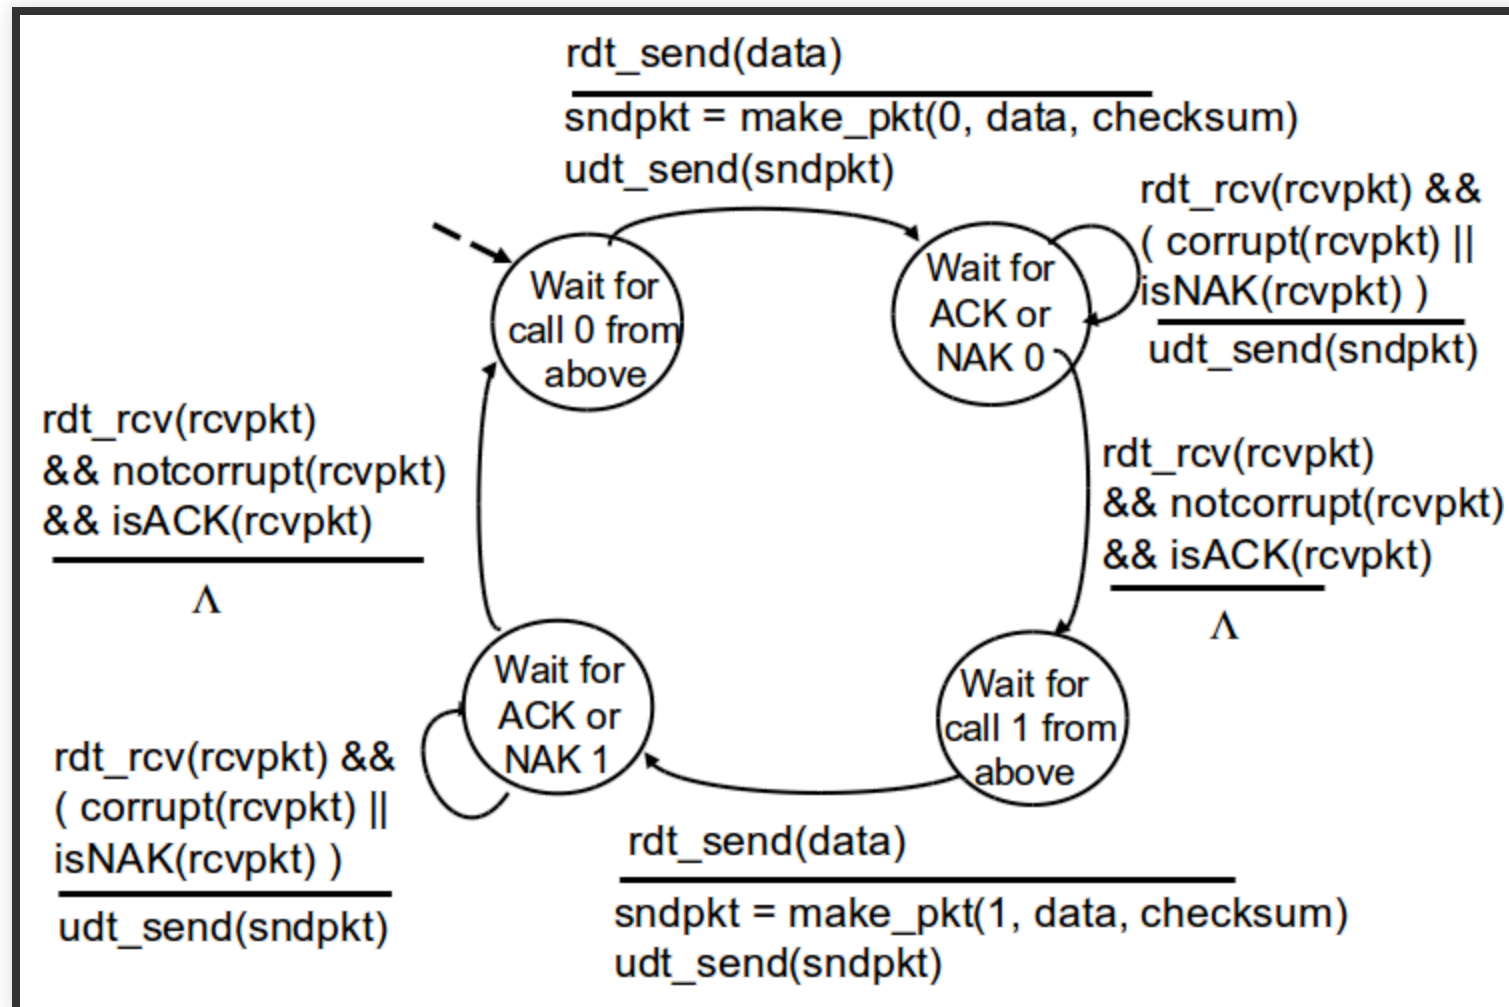 rdt_send(data)
sndpkt = make_pkt(0, data, checksum)
udt_send(sndpkt)
rdt_rcv(rcvpkt) &&
( corrupt(rcvpkt) ||
isNAK(rcvpkt) )
udt_send(sndpkt)
Wait for
call 0 from
above
Wait for
ACK or
NAK 0
rdt_rcv(rcvpkt)
&& notcorrupt(rcvpkt)
&& isACK(rcvpkt)
Λ
rdt_rcv(rcvpkt)
&& notcorrupt(rcvpkt)
&& isACK(rcvpkt)
Λ
Wait for
ACK or
NAK 1
Wait for
call 1 from
above
rdt_rcv(rcvpkt) &&
( corrupt(rcvpkt) ||
isNAK(rcvpkt) )
udt_send(sndpkt)
rdt_send(data)
sndpkt = make_pkt(1, data, checksum)
udt_send(sndpkt)